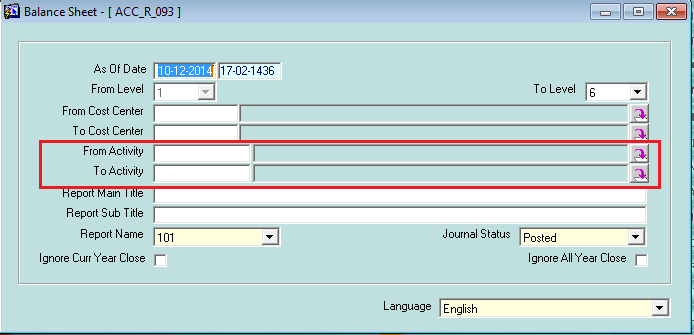 Balance Sheet - [ ACC_R_093 ]
As Of Date 10-12-2014 17-02-1436
From Level 1 To Level 6
From Cost Center
To Cost Center
From Activity
To Activity
Report Main Title
Report Sub Title
Report Name 101 Journal Status Posted
Ignore Curr Year Close Ignore All Year Close
Language English